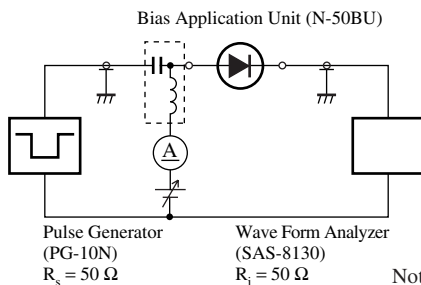 Bias Application Unit (N-50BU)
A
Pulse Generator
(PG-10N)
Rs = 50 Ω
Wave Form Analyzer
(SAS-8130)
Ri = 50 Ω
Not